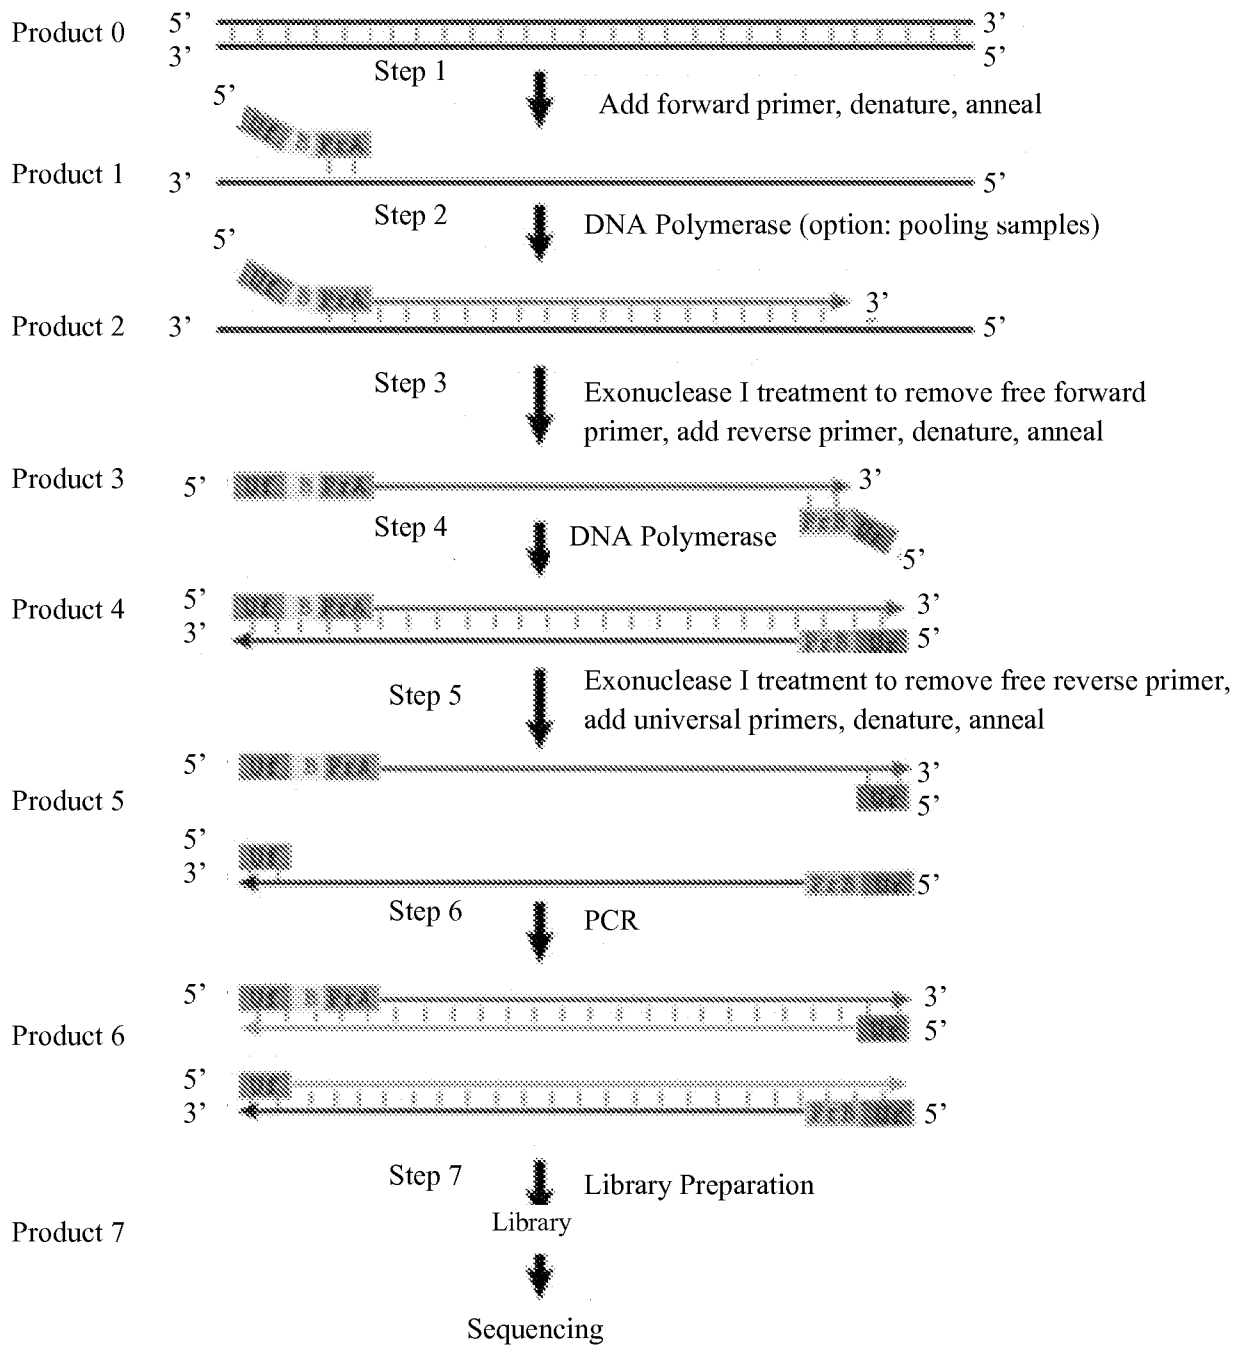 Product 0
5’
3’
3’
5’
Step 1
Add forward primer, denature, anneal
5’
Product 1
3’
5’
Step 2
DNA Polymerase (option: pooling samples)
5’
3’
Product 2
3’
5’
Step 3
Exonuclease I treatment to remove free forward
primer, add reverse primer, denature, anneal
Product 3
5’
3’
Step 4
DNA Polymerase
5’
Product 4
5’
3’
3’
5’
Step 5
Exonuclease I treatment to remove free reverse primer,
add universal primers, denature, anneal
5’
3’
Product 5
5’
5’
3’
5’
Step 6
PCR
5’
3’
Product 6
5’
5’
3’
5’
Step 7
Library Preparation
Product 7
Library
Sequencing